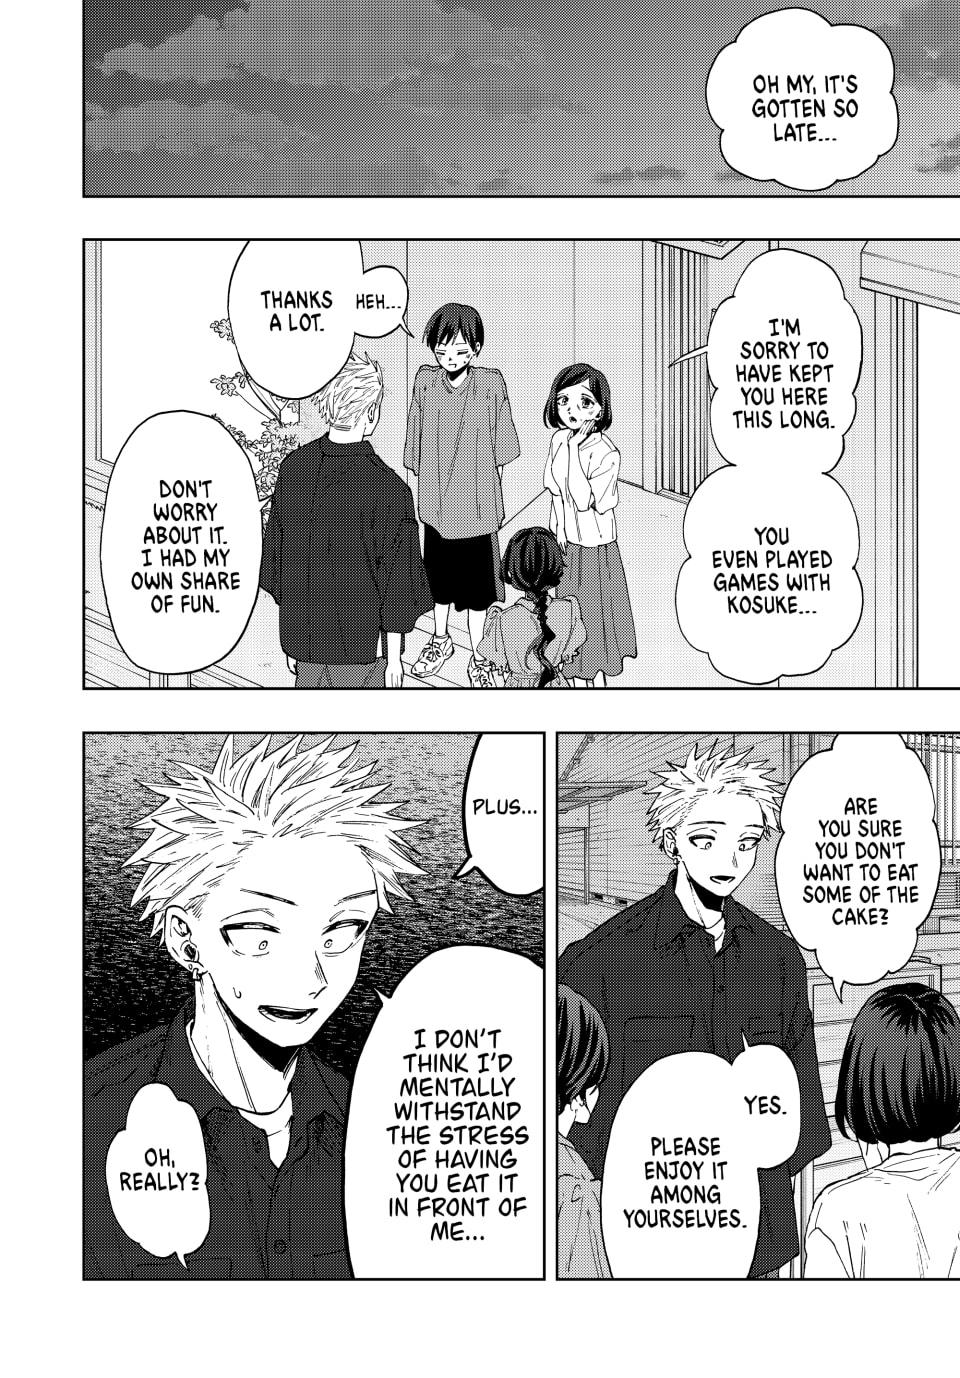 OH MY, IT'S
GOTTEN SO
LATE...
I'M
SORRY TO
HAVE KEPT
YOU HERE
THIS LONG.
YOU
EVEN PLAYED
GAMES WITH
KOSUKE...
HEH...
THANKS
A LOT.
DON'T
WORRY
ABOUT IT.
I HAD MY
OWN SHARE
OF FUN.
ARE
YOU SURE
YOU DON'T
WANT TO EAT
SOME OF THE
CAKE?
YES.
PLEASE
ENJOY IT
AMONG
YOURSELVES.
PLUS...
I DON'T
THINK I'D
MENTALLY
WITHSTAND
THE STRESS
OF HAVING
YOU EAT IT
IN FRONT OF
ME...
OH,
REALLY?